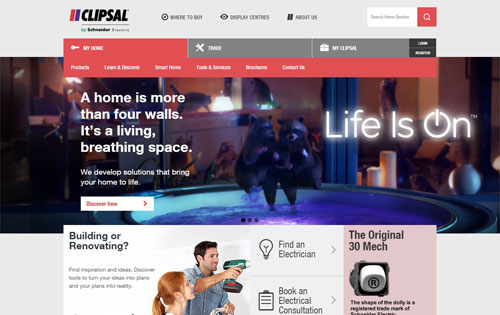 CLIPSAL
by Schneider Electric
WHERE TO BUY
DISPLAY CENTRES
ABOUT US
Search Home Section
MY HOME
TRADE
MY CLIPSAL
LOGIN
REGISTER
Products
Learn & Discover
Smart Home
Tools & Services
Brochures
Contact Us
A home is more
than four walls.
It's a living,
breathing space.
We develop solutions that bring
your home to life.
Discover now
Life Is On™
Building or
Renovating?
Find inspiration and ideas. Discover
tools to turn your ideas into plans
and your plans into reality.
Find an
Electrician
Book an
Electrical
Consultation
The Original
30 Mech
®
The shape of the dolly is a
registered trade mark of
Schneider Electric